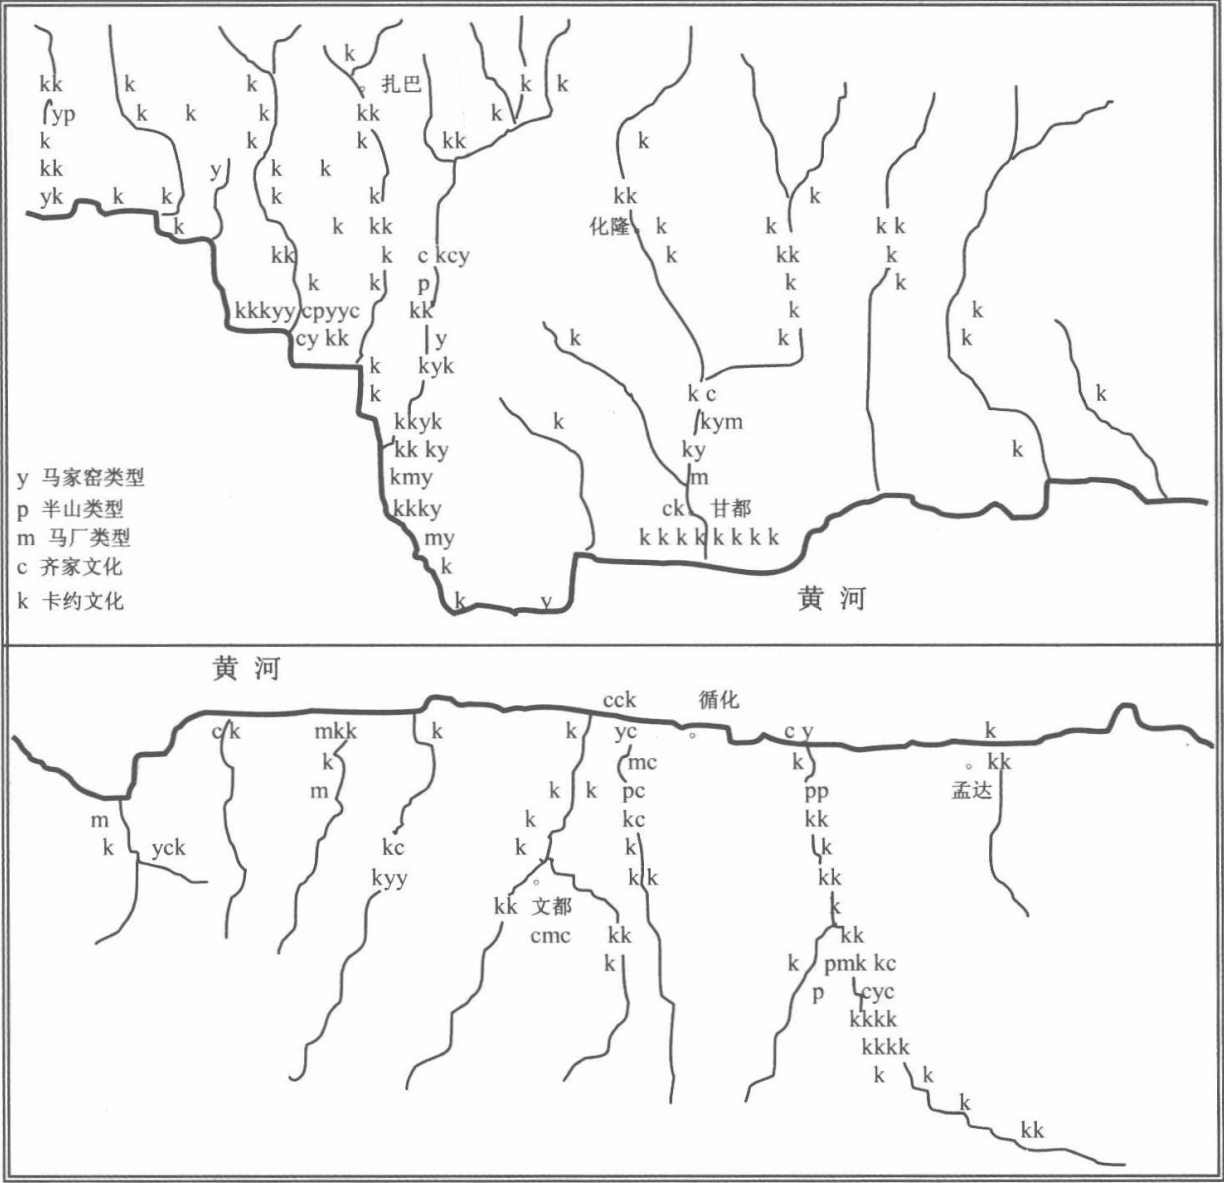 k
kk k k 扎巴 k k
yp k k k kk k
k k k kk k
kk y k k
yk k k k k kk k
k k kk 化隆 k k k k
kk k c kcy k kk k
k k p k k
kkkyy cpyyc kk k k
cy kk y k k k
k kyk
k k c k
kkyk k kym
kk ky ky k
y 马家窑类型 kmy m
p 半山类型 kkky ck 甘都
m 马厂类型 my k k k k k k k k
c 齐家文化 k
k 卡约文化 k y 黄 河
黄 河
cck 循化
c k mkk k k yc c y k
k mc k kk
m k k pc pp 孟达
m k kc kk
k yck kc k k k
kyy k k kk
kk 文都 k
cmc kk kk
k k pmk kc
p cyc
kkkk
kkkk
k k
k
kk